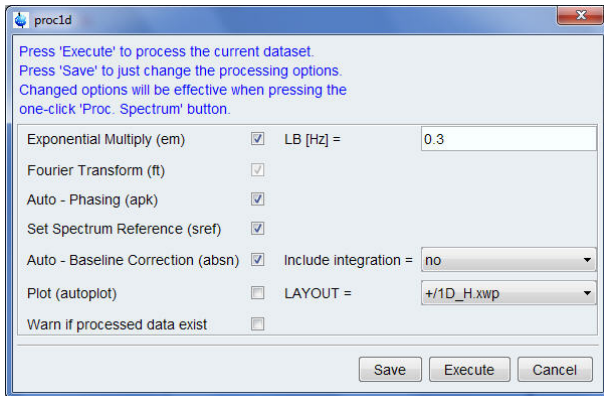 proc1d
Press 'Execute' to process the current dataset.
Press 'Save' to just change the processing options.
Changed options will be effective when pressing the
one-click 'Proc. Spectrum' button.
Exponential Multiply (em) LB [Hz] = 0.3
Fourier Transform (ft)
Auto - Phasing (apk)
Set Spectrum Reference (sref)
Auto - Baseline Correction (absn) Include integration = no
Plot (autoplot) LAYOUT = +/1D_H.xwp
Warn if processed data exist
Save Execute Cancel